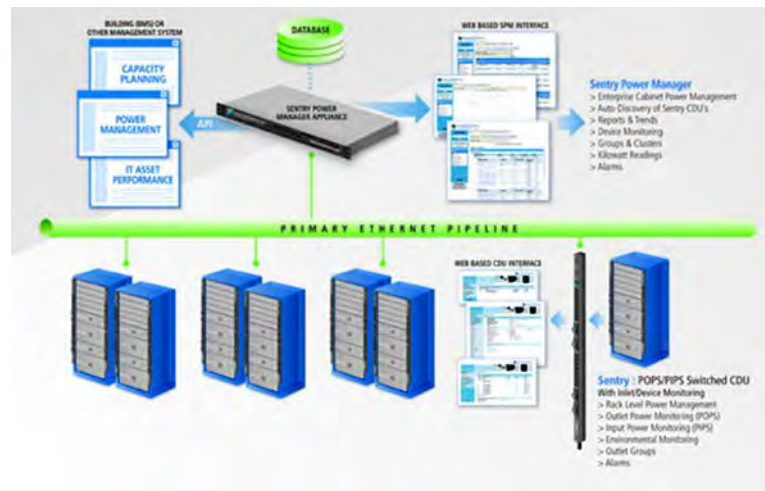 BUILDING (BMS) OR
OTHER MANAGEMENT SYSTEM
CAPACITY
PLANNING
POWER
MANAGEMENT
IT ASSET
PERFORMANCE
API
DATABASE
SENTRY POWER
MANAGER APPLIANCE
WEB BASED SPM INTERFACE
Sentry Power Manager
> Enterprise Cabinet Power Management
> Auto-Discovery of Sentry CDU's
> Reports & Trends
> Device Monitoring
> Groups & Clusters
> Kilowatt Readings
> Alarms
PRIMARY ETHERNET PIPELINE
WEB BASED CDU INTERFACE
Sentry : POPS/PIPS Switched CDU
With Inlet/Device Monitoring
> Rack Level Power Management
> Outlet Power Monitoring (POPS)
> Input Power Monitoring (PIPS)
> Environmental Monitoring
> Outlet Groups
> Alarms